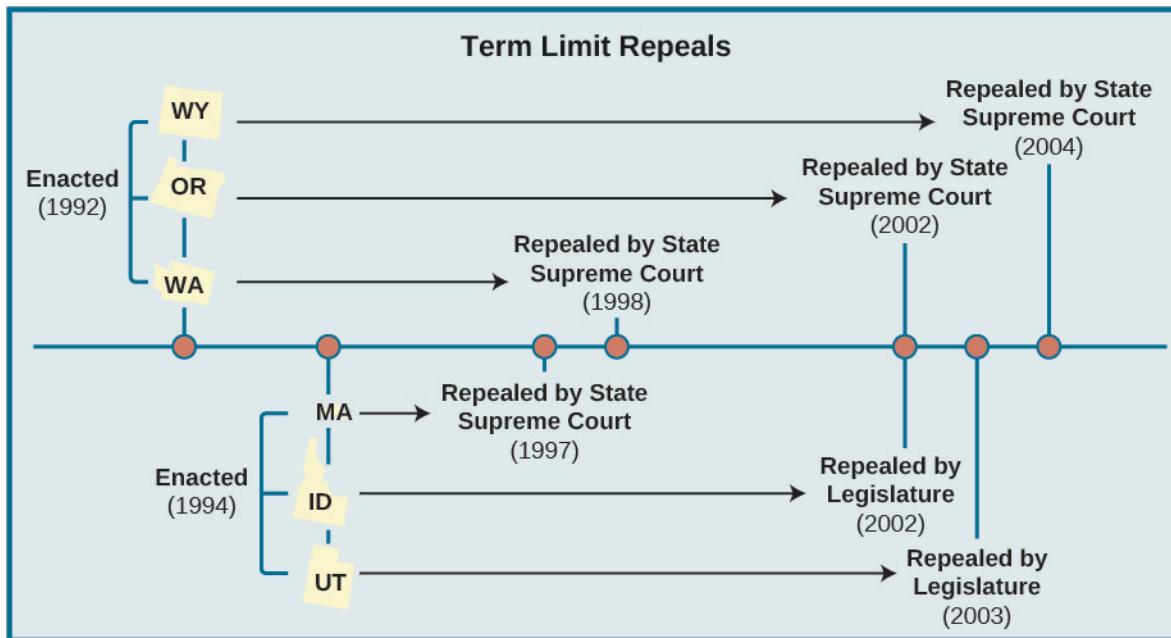 Term Limit Repeals
WY
Repealed by State
Supreme Court
(2004)
OR
Enacted
(1992)
Repealed by State
Supreme Court
(2002)
WA
Repealed by State
Supreme Court
(1998)
MA
Repealed by State
Supreme Court
(1997)
Enacted
(1994)
ID
Repealed by
Legislature
(2002)
UT
Repealed by
Legislature
(2003)